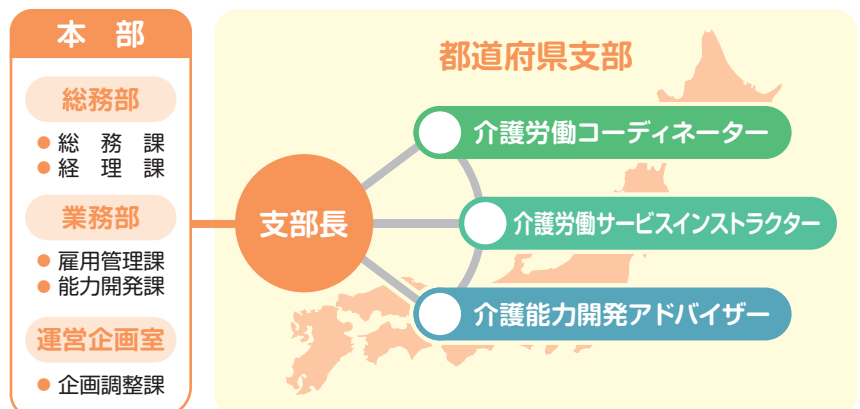 本　部
総務部
● 総　務　課
● 経　理　課
業務部
● 雇用管理課
● 能力開発課
運営企画室
● 企画調整課
都道府県支部
支部長
介護労働コーディネーター
介護労働サービスインストラクター
介護能力開発アドバイザー